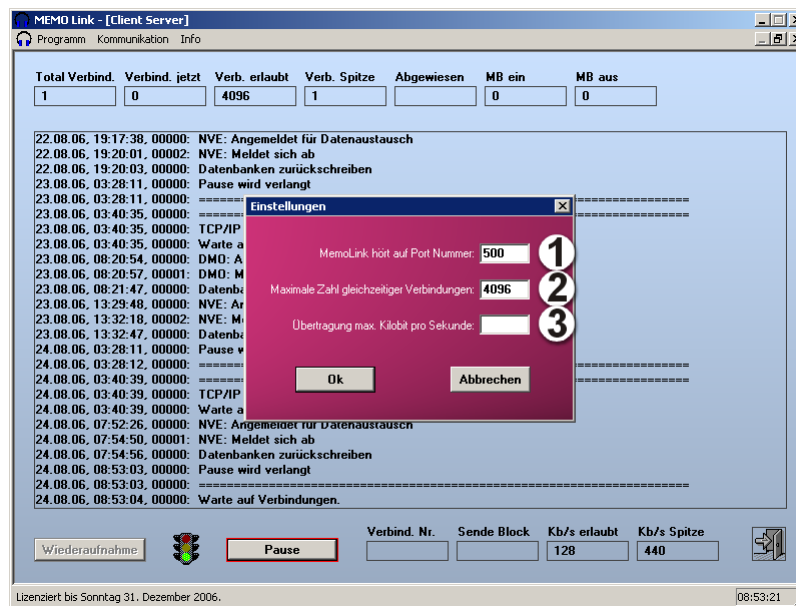 MEMO Link - [Client Server]
Programm Kommunikation Info
Total Verbind. Verbind. jetzt Verb. erlaubt Verb. Spitze Abgewiesen MB ein MB aus
1 0 4096 1 0 0
22.08.06, 19:17:38, 00000: NVE: Angemeldet für Datenaustausch
22.08.06, 19:20:01, 00002: NVE: Meldet sich ab
22.08.06, 19:20:03, 00000: Datenbanken zurückschreiben
23.08.06, 03:28:11, 00000: Pause wird verlangt
23.08.06, 03:28:11, 00000: ==================
23.08.06, 03:40:35, 00000: ==================
23.08.06, 03:40:35, 00000: TCP/IP
23.08.06, 03:40:35, 00000: Warte a
23.08.06, 08:20:54, 00000: DMO: A
23.08.06, 08:20:57, 00001: DMO: M
23.08.06, 08:21:47, 00000: Datenba
23.08.06, 13:29:48, 00000: NVE: An
23.08.06, 13:32:18, 00002: NVE: M
23.08.06, 13:32:47, 00000: Datenba
24.08.06, 03:28:11, 00000: Pause w
24.08.06, 03:28:12, 00000: ==================
24.08.06, 03:40:39, 00000: ==================
24.08.06, 03:40:39, 00000: TCP/IP
24.08.06, 03:40:39, 00000: Warte a
24.08.06, 07:52:26, 00000: NVE: Angemeldet für Datenaustausch
24.08.06, 07:54:50, 00001: NVE: Meldet sich ab
24.08.06, 07:54:56, 00000: Datenbanken zurückschreiben
24.08.06, 08:53:03, 00000: Pause wird verlangt
24.08.06, 08:53:03, 00000: ==================
24.08.06, 08:53:04, 00000: Warte auf Verbindungen.
Einstellungen
MemoLink hört auf Port Nummer: 500 1
Maximale Zahl gleichzeitiger Verbindungen: 4096 2
Übertragung max. Kilobit pro Sekunde: 3
Ok Abbrechen
Verbind. Nr. Sende Block Kb/s erlaubt Kb/s Spitze
Wiederaufnahme Pause 128 440
Lizenziert bis Sonntag 31. Dezember 2006. 08:53:21